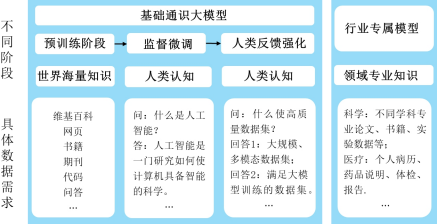 不同阶段
基础通识大模型
预训练阶段
监督微调
人类反馈强化
行业专属模型
世界海量知识
人类认知
人类认知
领域专业知识
具体数据需求
维基百科
网页
书籍
期刊
代码
问答
…
问：什么是人工
智能？
答：人工智能是
一门研究如何使
计算机具备智能
的科学。
…
问：什么使高质
量数据集？
回答1：大规模、
多模态数据集；
回答2：满足大模
型训练的数据集。
…
科学：不同学科专
业论文、书籍、实
验数据等；
医疗：个人病历、
药品说明、体检、
报告.
…